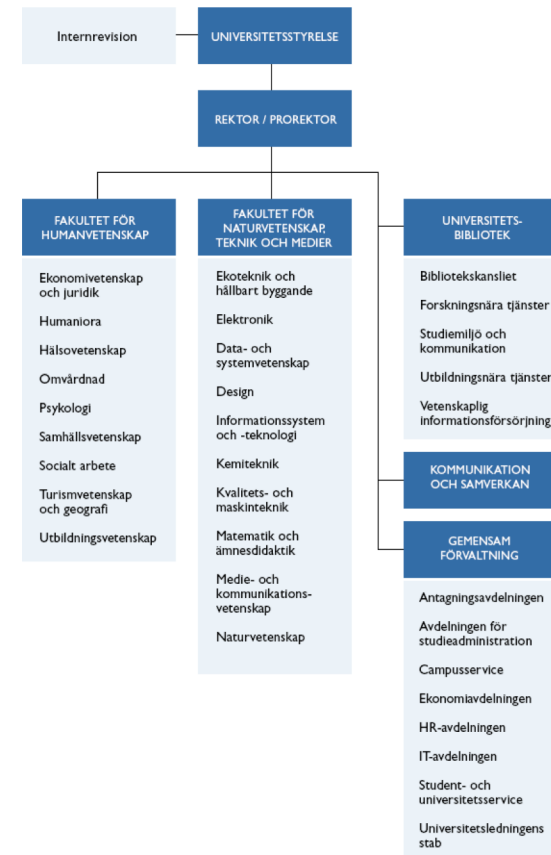 Internrevision
UNIVERSITETSSTYRELSE
REKTOR / PROREKTOR
FAKULTET FÖR
HUMANVETENSKAP
Ekonomivetenskap
och juridik
Humaniora
Hälsovetenskap
Omvårdnad
Psykologi
Samhällsvetenskap
Socialt arbete
Turismvetenskap
och geografi
Utbildningsvetenskap
FAKULTET FÖR
NATURVETENSKAP,
TEKNIK OCH MEDIER
Ekoteknik och
hållbart byggande
Elektronik
Data- och
systemvetenskap
Design
Informationssystem
och -teknologi
Kemiteknik
Kvalitets- och
maskinteknik
Matematik och
ämnesdidaktik
Medie- och
kommunikations-
vetenskap
Naturvetenskap
UNIVERSITETS-
BIBLIOTEK
Bibliotekskansliet
Forskningsnära tjänster
Studiemiljö och
kommunikation
Utbildningsnära tjänster
Vetenskaplig
informationsförsörjning
KOMMUNIKATION
OCH SAMVERKAN
GEMENSAM
FÖRVALTNING
Antagningsavdelningen
Avdelningen för
studieadministration
Campusservice
Ekonomiavdelningen
HR-avdelningen
IT-avdelningen
Student- och
universitetsservice
Universitetsledningens
stab